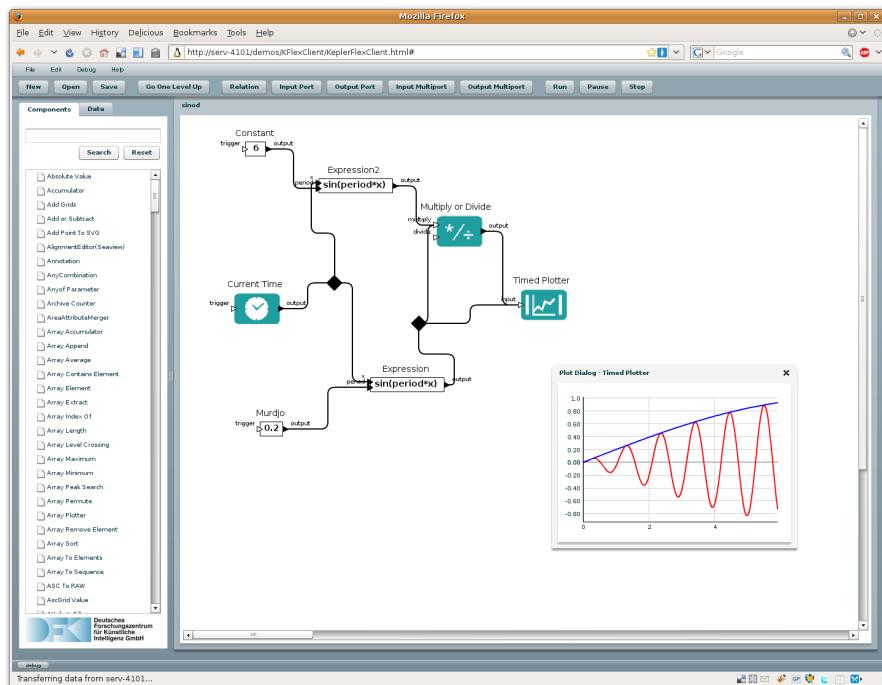 Mozilla Firefox
File Edit View History Delicious Bookmarks Tools Help
http://serv-4101/demos/KFlexClient/KeplerFlexClient.html#
Google
ABP
File Edit Debug Help
New Open Save Go One Level Up Relation Input Port Output Port Input Multiport Output Multiport Run Pause Stop
Components Data
sinod
Search Reset
Absolute Value
Accumulator
Add Grids
Add or Subtract
Add Point To SVG
AlignmentEditor(Seaview)
Annotation
AnyCombination
Anyof Parameter
Archive Counter
AreaAttributeMerger
Array Accumulator
Array Append
Array Average
Array Contains Element
Array Element
Array Extract
Array Index Of
Array Length
Array Level Crossing
Array Maximum
Array Minimum
Array Peak Search
Array Permute
Array Plotter
Array Remove Element
Array Sort
Array To Elements
Array To Sequence
ASC To RAW
AscGrid Value
Constant
trigger 6 output
Expression2
x
period sin(period*x) output
Multiply or Divide
multiply
divide */÷ output
Current Time
trigger output
Timed Plotter
input
Expression
x
period sin(period*x) output
Murdjo
trigger 0.2 output
Plot Dialog - Timed Plotter
1.0
0.80
0.60
0.40
0.20
0.00
-0.20
-0.40
-0.60
-0.80
0 2 4
DFKI
Deutsches
Forschungszentrum
für Künstliche
Intelligenz GmbH
debug
Transferring data from serv-4101...
GP